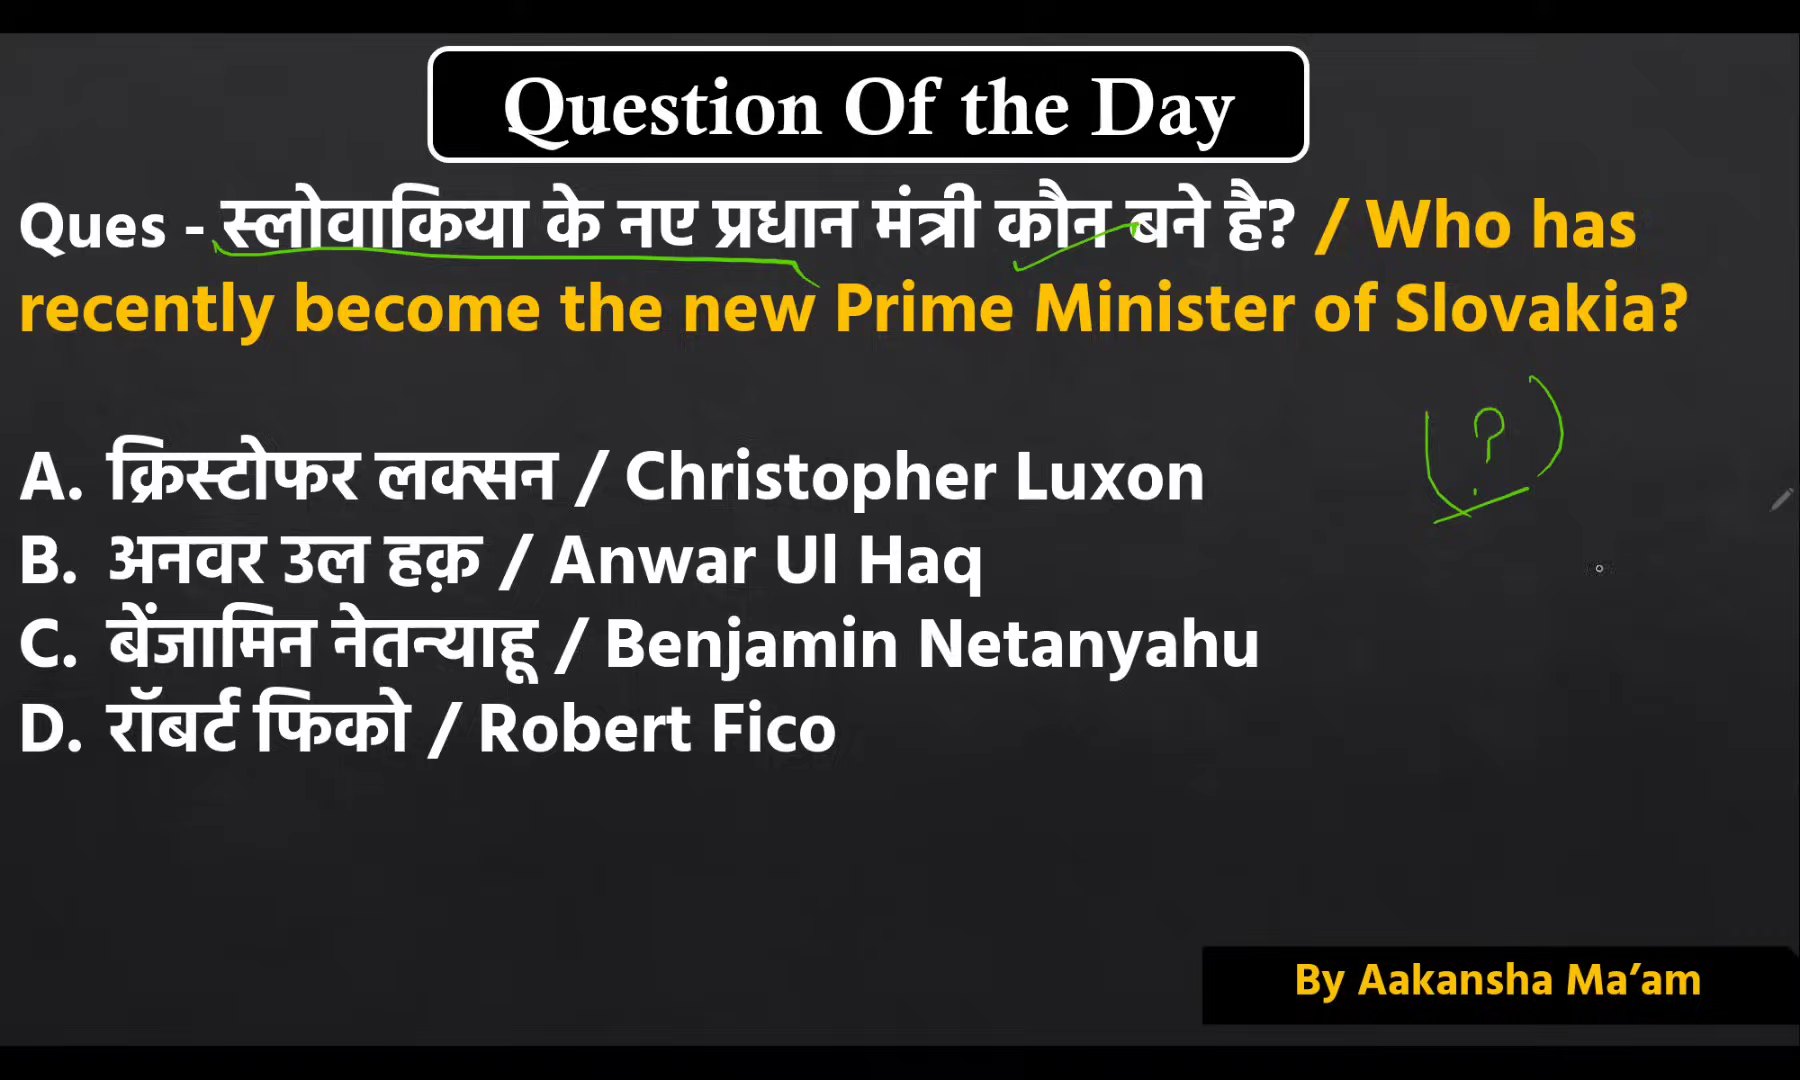 Question Of the Day
Ques - स्लोवाकिया के नए प्रधान मंत्री कौन बने है? / Who has
recently become the new Prime Minister of Slovakia?
?
A. क्रिस्टोफर लक्सन / Christopher Luxon
B. अनवर उल हक़ / Anwar Ul Haq
C. बेंजामिन नेतन्याहू / Benjamin Netanyahu
D. रॉबर्ट फिको / Robert Fico
By Aakansha Ma’am